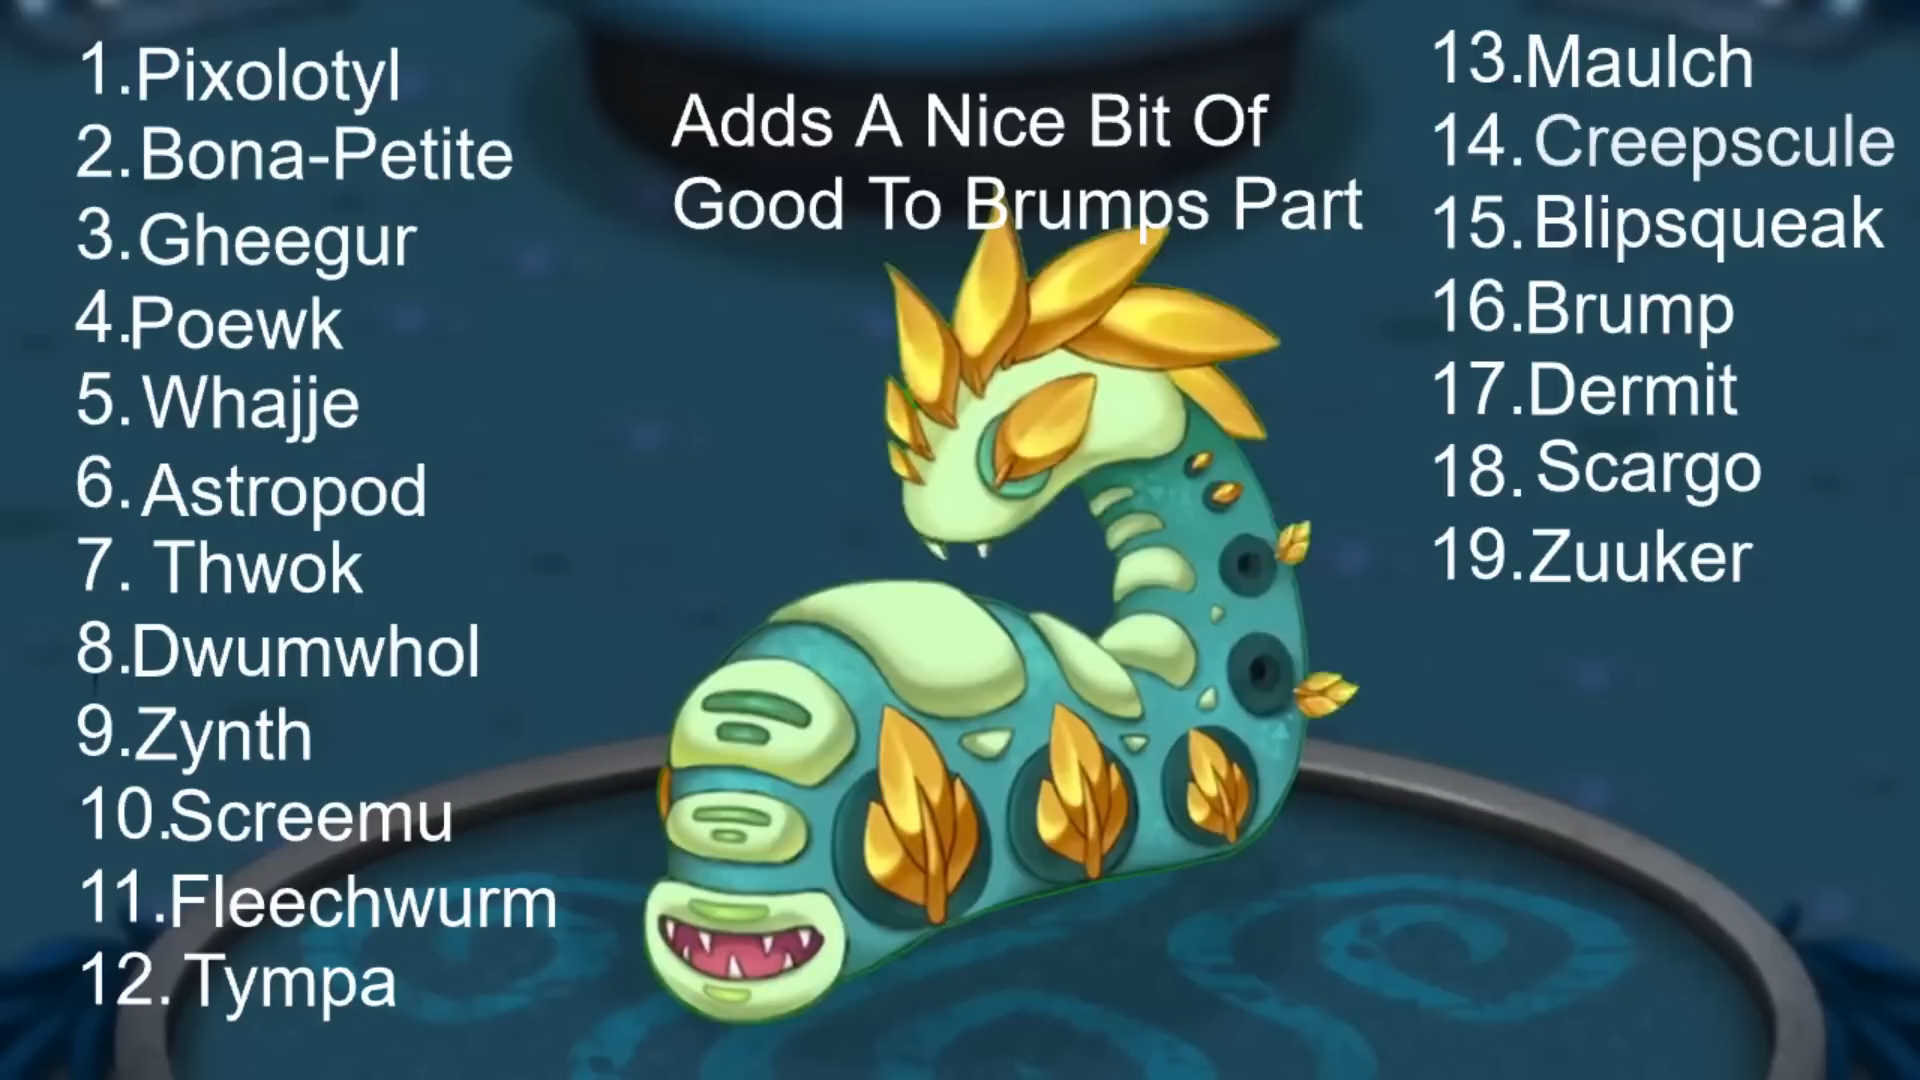 1.Pixolotyl
2.Bona-Petite
3.Gheegur
4.Poewk
5.Whajje
6.Astropod
7. Thwok
8.Dwumwhol
9.Zynth
10.Screemu
11.Fleechwurm
12.Tympa
Adds A Nice Bit Of
Good To Brumps Part
13.Maulch
14.Creepscule
15.Blipsqueak
16.Brump
17.Dermit
18.Scargo
19.Zuuker